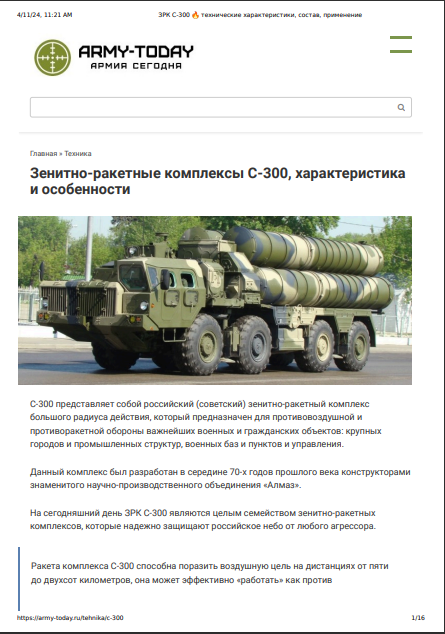 4/11/24, 11:21 AM
ЗРК С-300 🔥 технические характеристики, состав, применение
ARMY-TODAY
АРМИЯ СЕГОДНЯ
Главная » Техника
Зенитно-ракетные комплексы С-300, характеристика
и особенности
С-300 представляет собой российский (советский) зенитно-ракетный комплекс
большого радиуса действия, который предназначен для противовоздушной и
противоракетной обороны важнейших военных и гражданских объектов: крупных
городов и промышленных структур, военных баз и пунктов и управления.
Данный комплекс был разработан в середине 70-х годов прошлого века конструкторами
знаменитого научно-производственного объединения «Алмаз».
На сегодняшний день ЗРК С-300 являются целым семейством зенитно-ракетных
комплексов, которые надежно защищают российское небо от любого агрессора.
Ракета комплекса С-300 способна поразить воздушную цель на дистанциях от пяти
до двухсот километров, она может эффективно «работать» как против
https://army-today.ru/tehnika/c-300
1/16